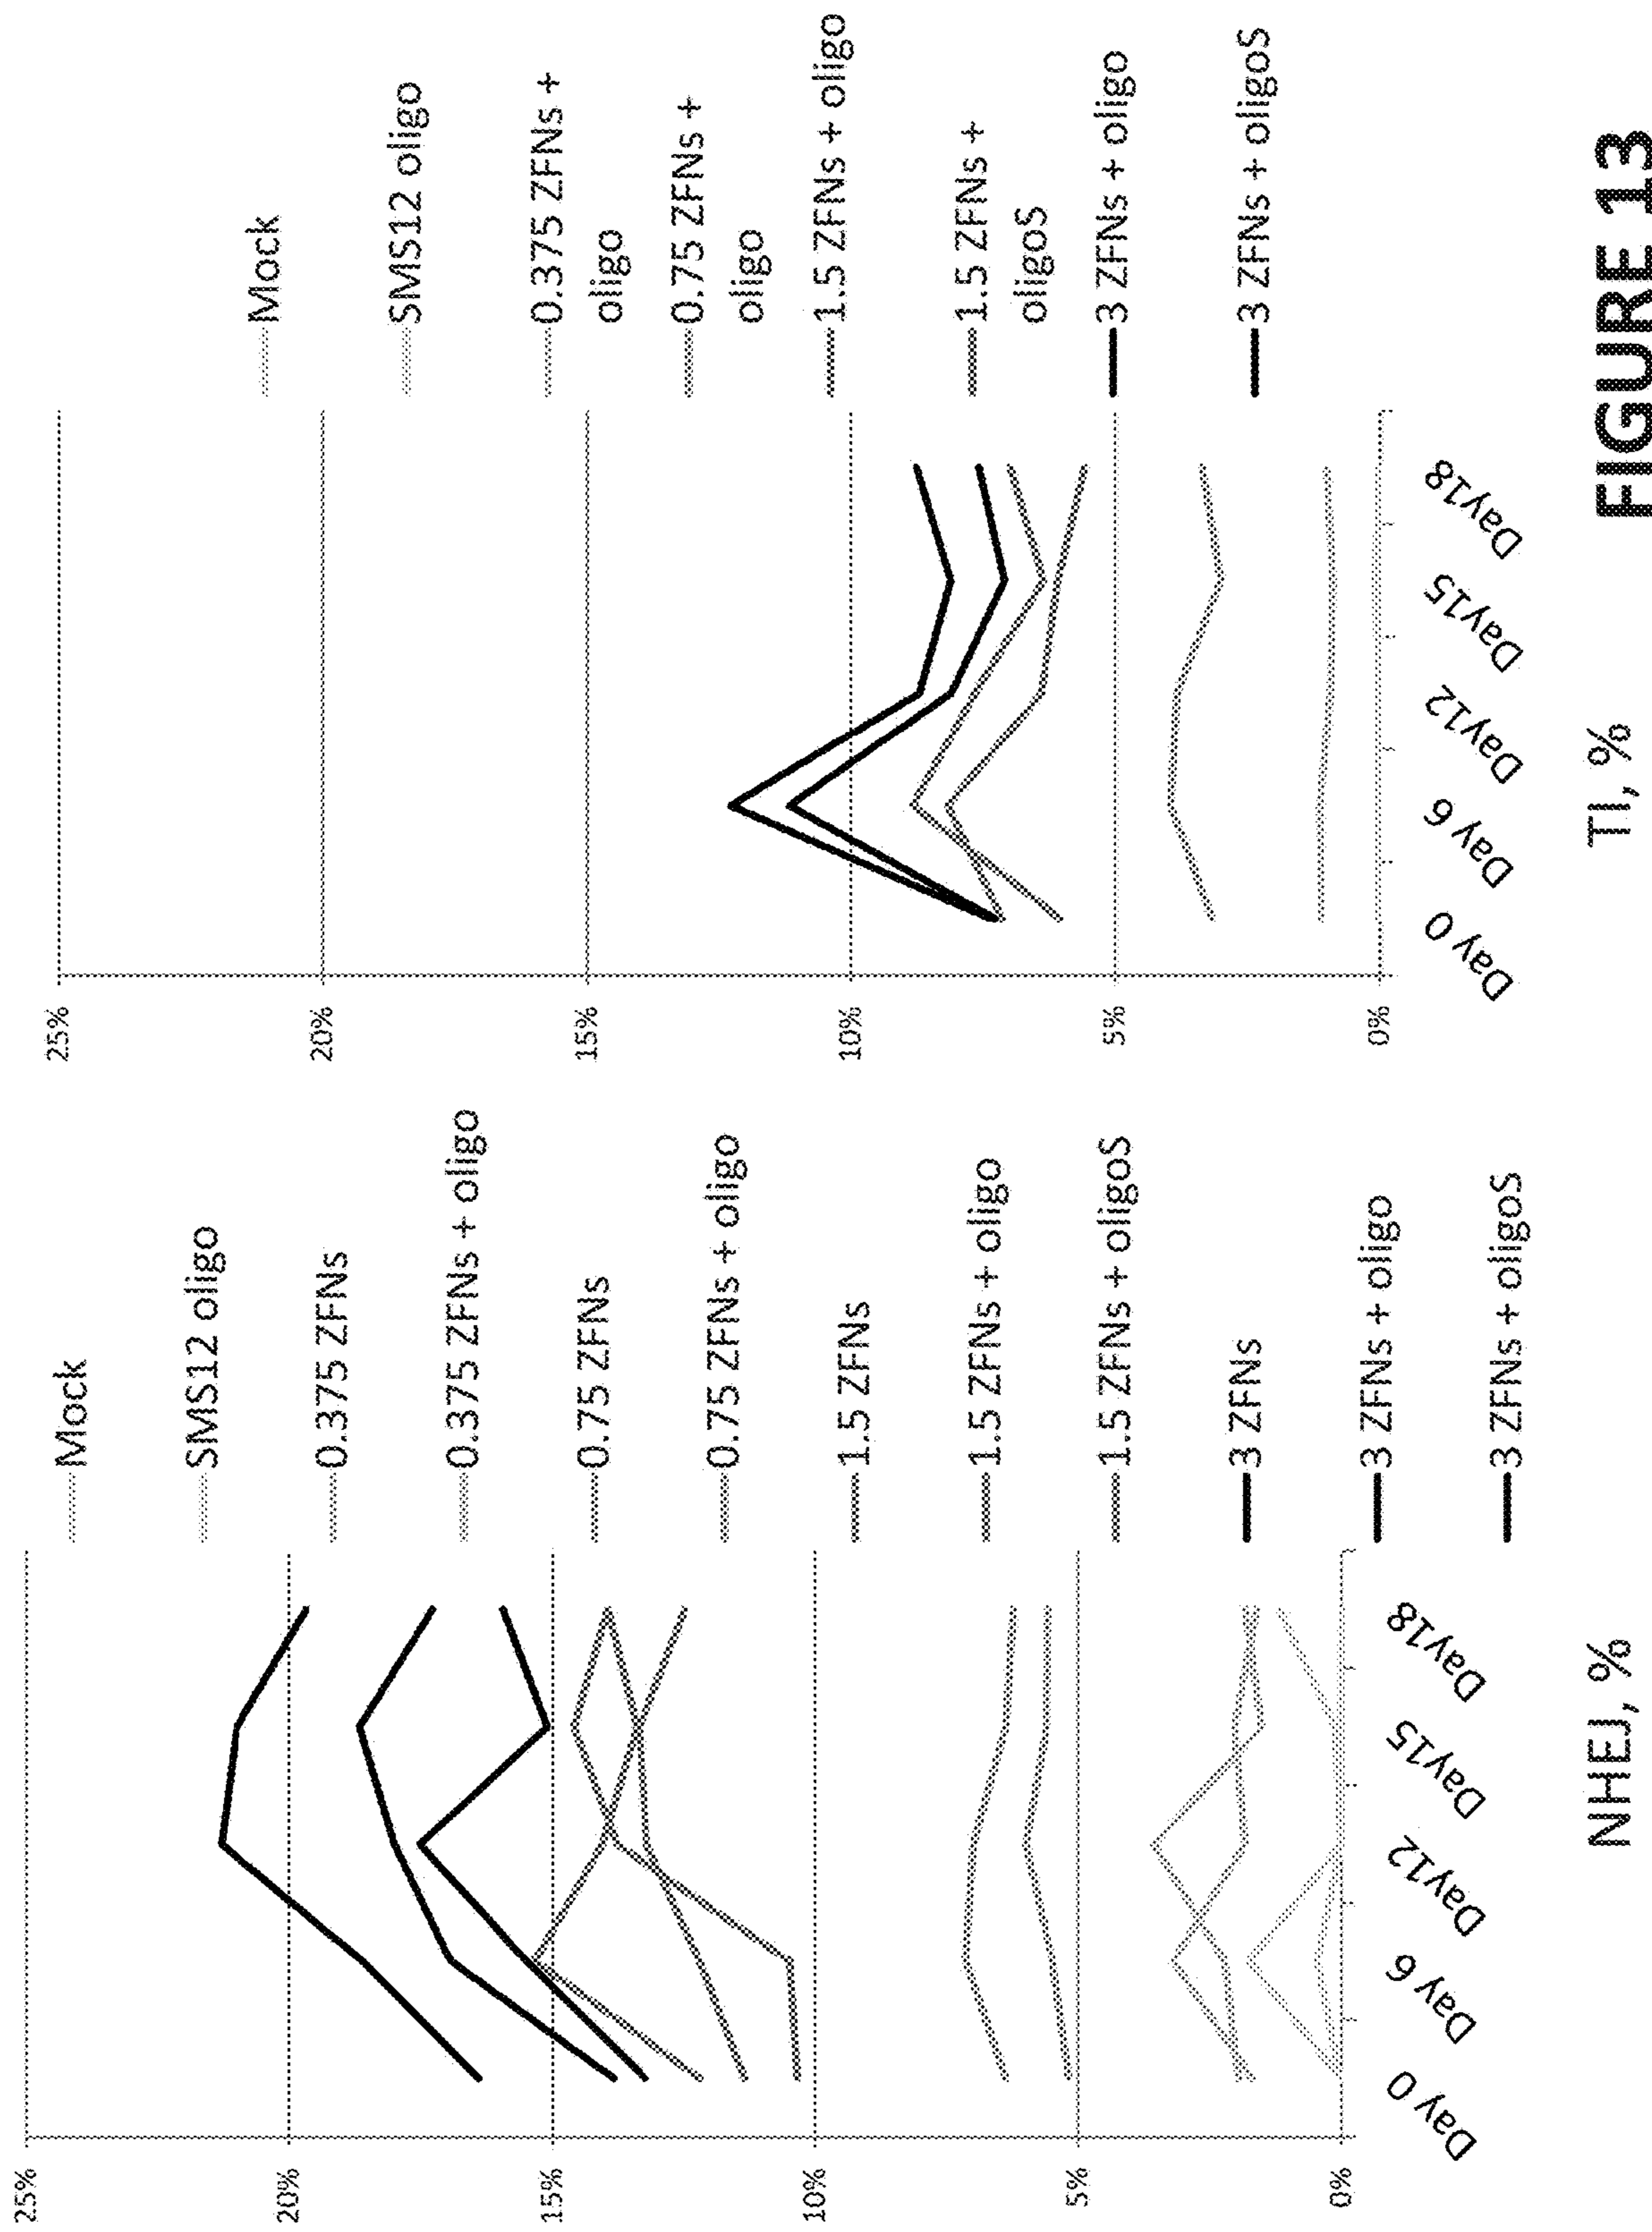 25%
20%
15%
10%
5%
0%
Day 0
Day 6
Day12
Day15
Day18
Mock
SMS12 oligo
0.375 ZFNs
0.375 ZFNs + oligo
0.75 ZFNs
0.75 ZFNs + oligo
1.5 ZFNs
1.5 ZFNs + oligo
1.5 ZFNs + oligoS
3 ZFNs
3 ZFNs + oligo
3 ZFNs + oligoS
NHEJ, %
25%
20%
15%
10%
5%
0%
Day 0
Day 6
Day12
Day15
Day18
Mock
SMS12 oligo
0.375 ZFNs +
oligo
0.75 ZFNs +
oligo
1.5 ZFNs + oligo
1.5 ZFNs +
oligoS
3 ZFNs + oligo
3 ZFNs + oligoS
TI, %
FIGURE 13